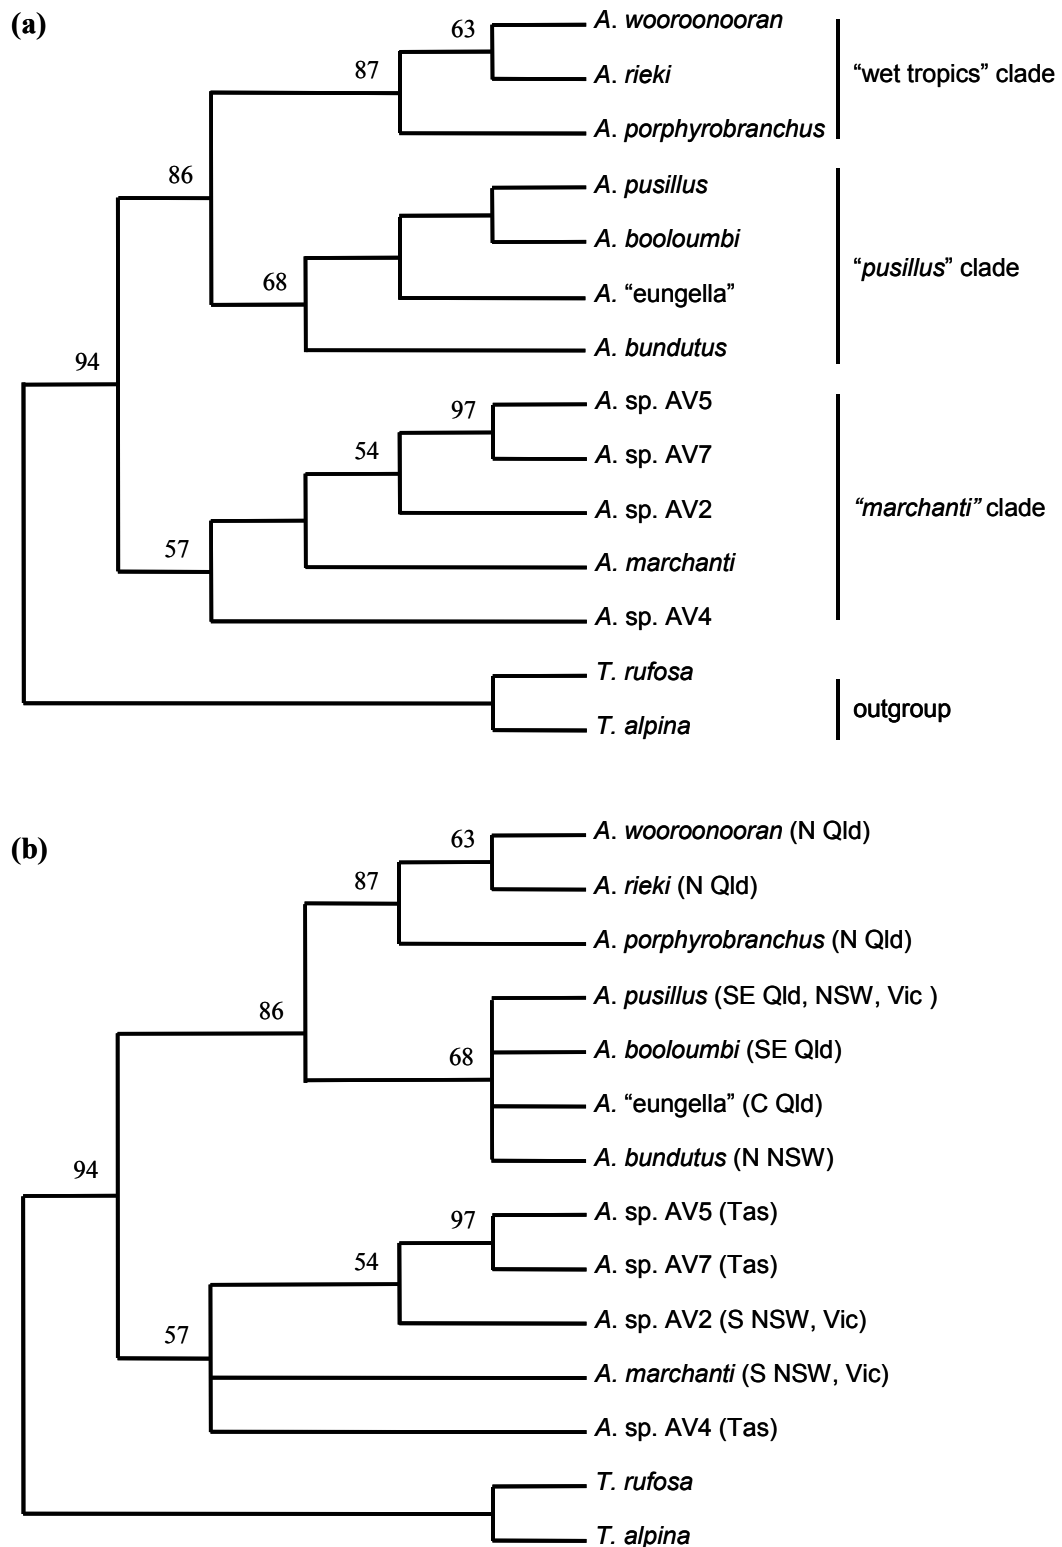 (a)
63
A. wooroonooran
87
A. rieki
"wet tropics" clade
A. porphyrobranchus
86
A. pusillus
A. booloumbi
"pusillus" clade
68
A. "eungella"
A. bundutus
94
97
A. sp. AV5
54
A. sp. AV7
A. sp. AV2
"marchanti" clade
57
A. marchanti
A. sp. AV4
T. rufosa
outgroup
T. alpina
(b)
63
A. wooroonooran (N Qld)
87
A. rieki (N Qld)
A. porphyrobranchus (N Qld)
86
A. pusillus (SE Qld, NSW, Vic )
68
A. booloumbi (SE Qld)
A. "eungella" (C Qld)
A. bundutus (N NSW)
94
97
A. sp. AV5 (Tas)
54
A. sp. AV7 (Tas)
A. sp. AV2 (S NSW, Vic)
57
A. marchanti (S NSW, Vic)
A. sp. AV4 (Tas)
T. rufosa
T. alpina